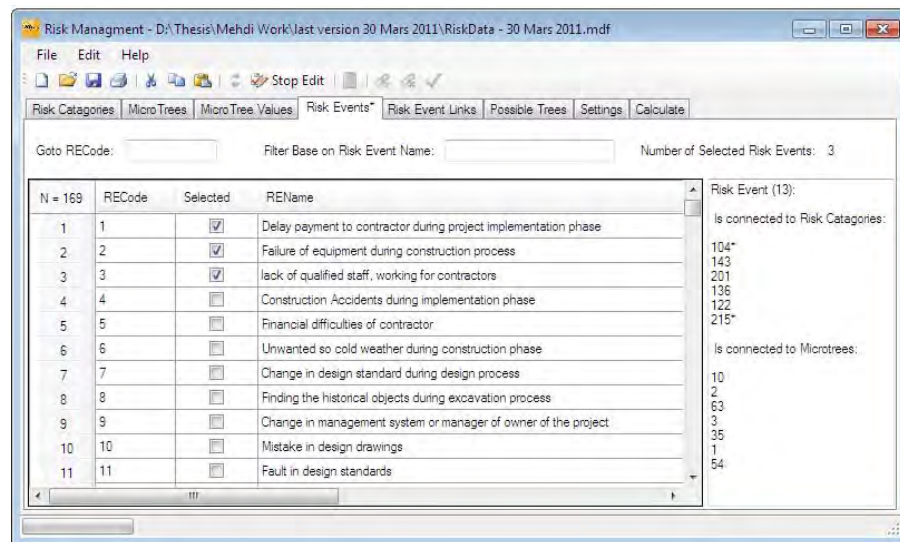 Risk Managment - D:\Thesis\Mehdi Work\last version 30 Mars 2011\RiskData - 30 Mars 2011.mdf
File Edit Help
Stop Edit
Risk Catagories MicroTrees MicroTree Values Risk Events* Risk Event Links Possible Trees Settings Calculate
Goto RECode: Filter Base on Risk Event Name: Number of Selected Risk Events: 3
N = 169 RECode Selected REName
1 1 Delay payment to contractor during project implementation phase
2 2 Failure of equipment during construction process
3 3 lack of qualified staff, working for contractors
4 4 Construction Accidents during implementation phase
5 5 Financial difficulties of contractor
6 6 Unwanted so cold weather during construction phase
7 7 Change in design standard during design process
8 8 Finding the historical objects during excavation process
9 9 Change in management system or manager of owner of the project
10 10 Mistake in design drawings
11 11 Fault in design standards
Risk Event (13):
Is connected to Risk Catagories:
104*
143
201
136
122
215*
Is connected to Microtrees:
10
2
63
3
35
1
54